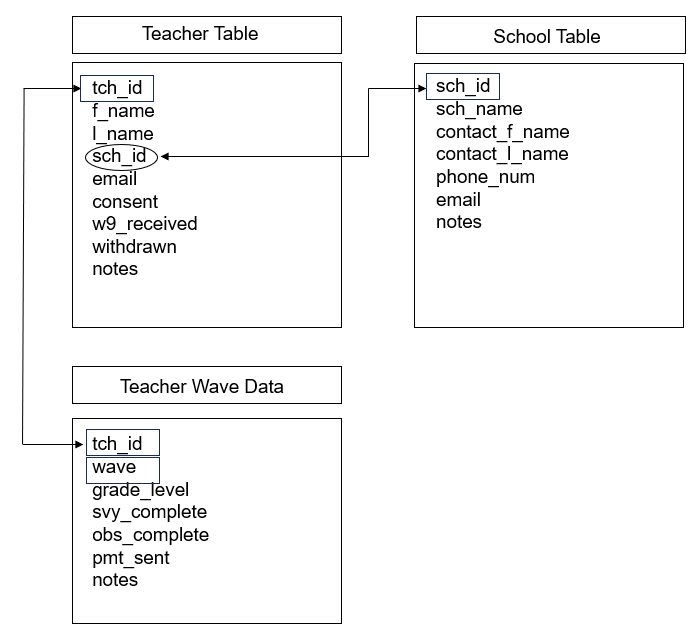 Teacher Table
tch_id
f_name
l_name
sch_id
email
consent
w9_received
withdrawn
notes
School Table
sch_id
sch_name
contact_f_name
contact_l_name
phone_num
email
notes
Teacher Wave Data
tch_id
wave
grade_level
svy_complete
obs_complete
pmt_sent
notes